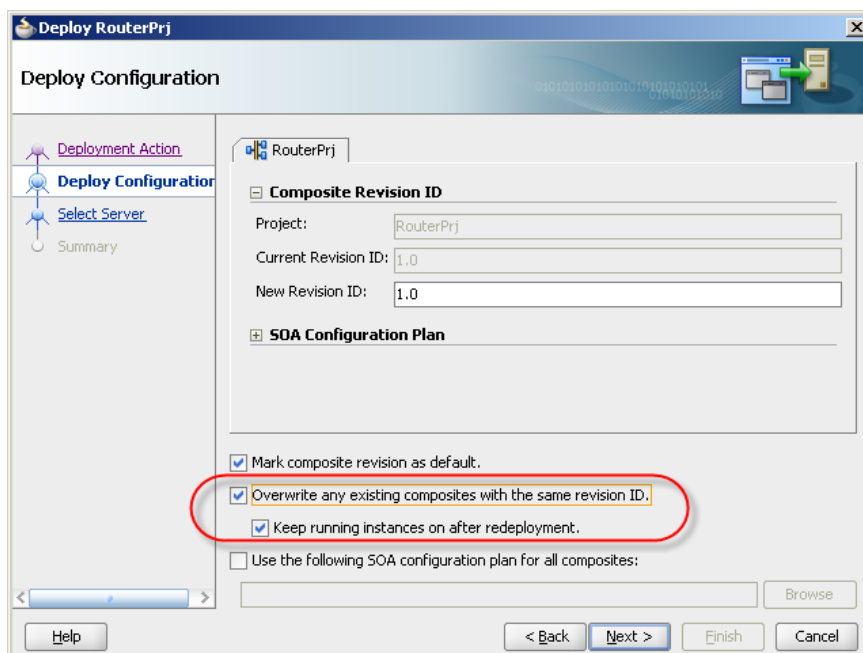 Deploy RouterPrj
Deploy Configuration
010101010101010101010101
01010101010
Deployment Action
Deploy Configuration
Select Server
Summary
RouterPrj
Composite Revision ID
Project: RouterPrj
Current Revision ID: 1.0
New Revision ID: 1.0
SOA Configuration Plan
Mark composite revision as default.
Overwrite any existing composites with the same revision ID.
Keep running instances on after redeployment.
Use the following SOA configuration plan for all composites:
Browse
Help < Back Next > Finish Cancel